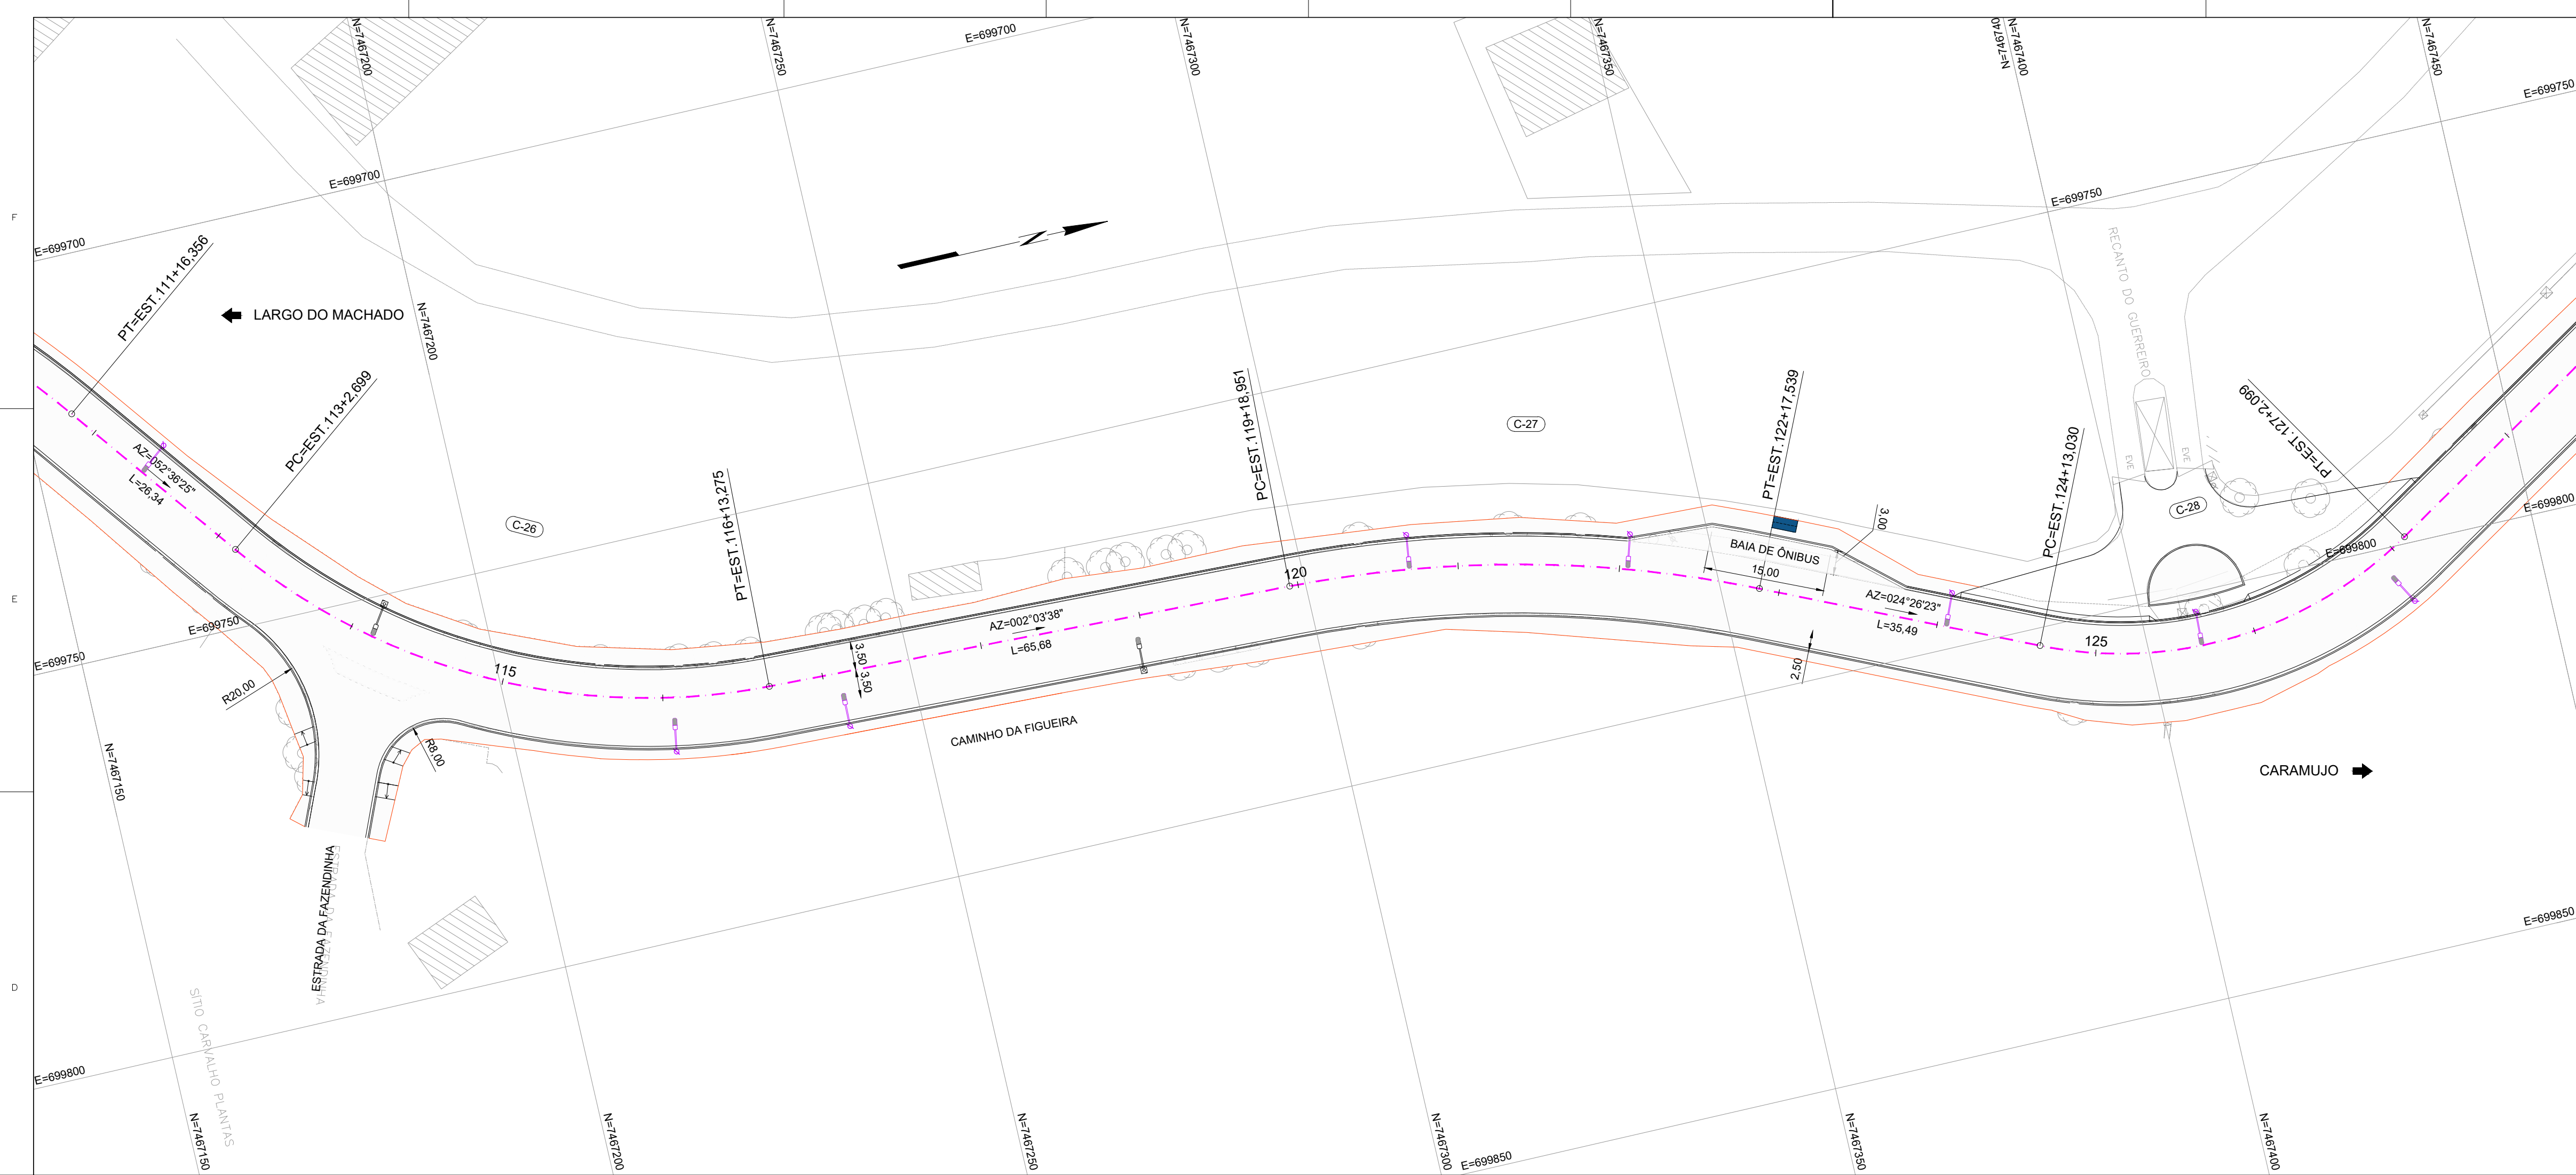 N=7467200
N=7467250
E=699700
N=7467300
N=7467350
N=746740
N=7467400
N=7467450
E=699750
E=699700
E=699750
F
E=699700
RECANTO DO GUERREIRO
PT=EST.111+16,356
LARGO DO MACHADO
N=7467200
PC=EST.113+2,699
PT=EST.116+13,275
PC=EST.119+18,951
PT=EST.122+17,539
PC=EST.124+13,030
PT=EST.127+2,099
C-27
AZ=052°36'25"
L=26,34
C-26
EVE
EVE
C-28
E=699800
3,00
BAIA DE ÔNIBUS
15,00
E=699800
120
E
AZ=024°26'23"
L=35,49
AZ=002°03'38"
L=65,68
E=699750
125
3,50
3,50
E=699750
115
2,50
R20,00
CAMINHO DA FIGUEIRA
R8,00
N=7467150
CARAMUJO
ESTRADA DA FAZENDINHA
ESTRADA DA FAZENDINHA
E=699850
D
SÍTIO CARVALHO PLANTAS
E=699800
N=7467150
N=7467200
N=7467250
N=7467300
E=699850
N=7467350
N=7467400